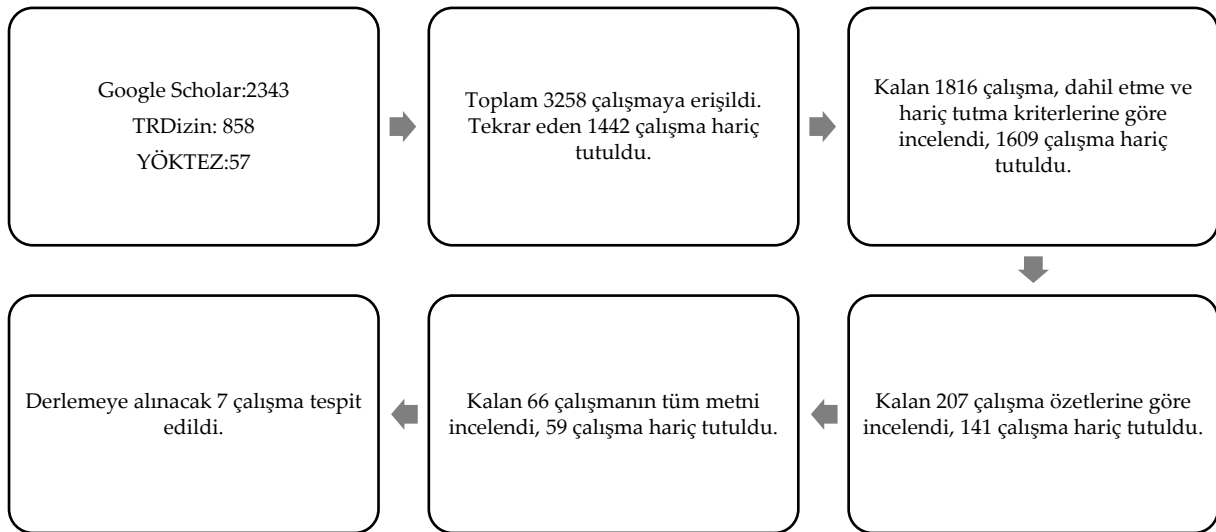 Google Scholar:2343
TRDizin: 858
YÖKTEZ:57
Toplam 3258 çalışmaya erişildi.
Tekrar eden 1442 çalışma hariç
tutuldu.
Kalan 1816 çalışma, dahil etme ve
hariç tutma kriterlerine göre
incelendi, 1609 çalışma hariç
tutuldu.
Kalan 207 çalışma özetlerine göre
incelendi, 141 çalışma hariç tutuldu.
Kalan 66 çalışmanın tüm metni
incelendi, 59 çalışma hariç tutuldu.
Derlemeye alınacak 7 çalışma tespit
edildi.